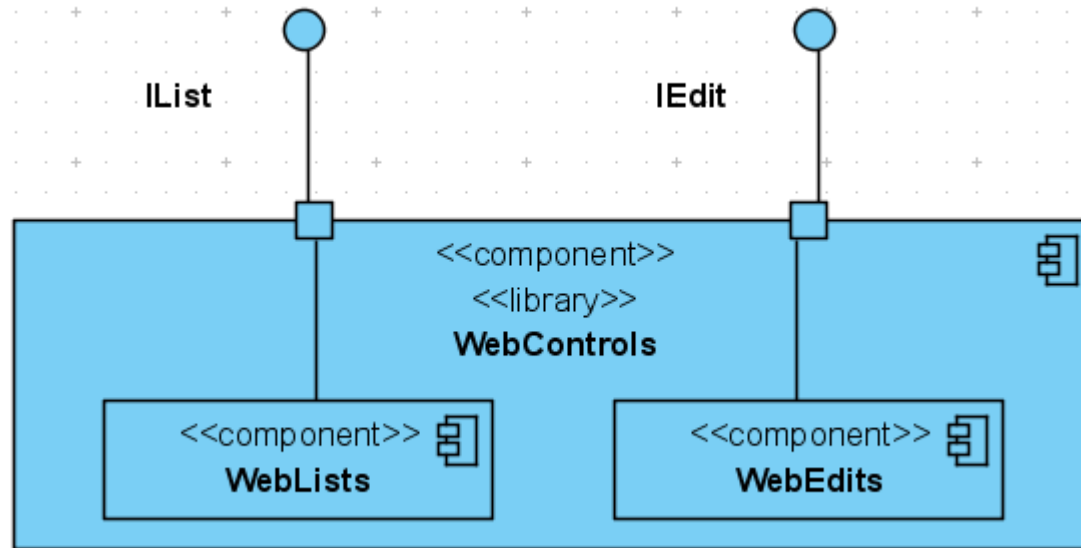 IList
IEdit
<<component>>
<<library>>
WebControls
<<component>>
WebLists
<<component>>
WebEdits